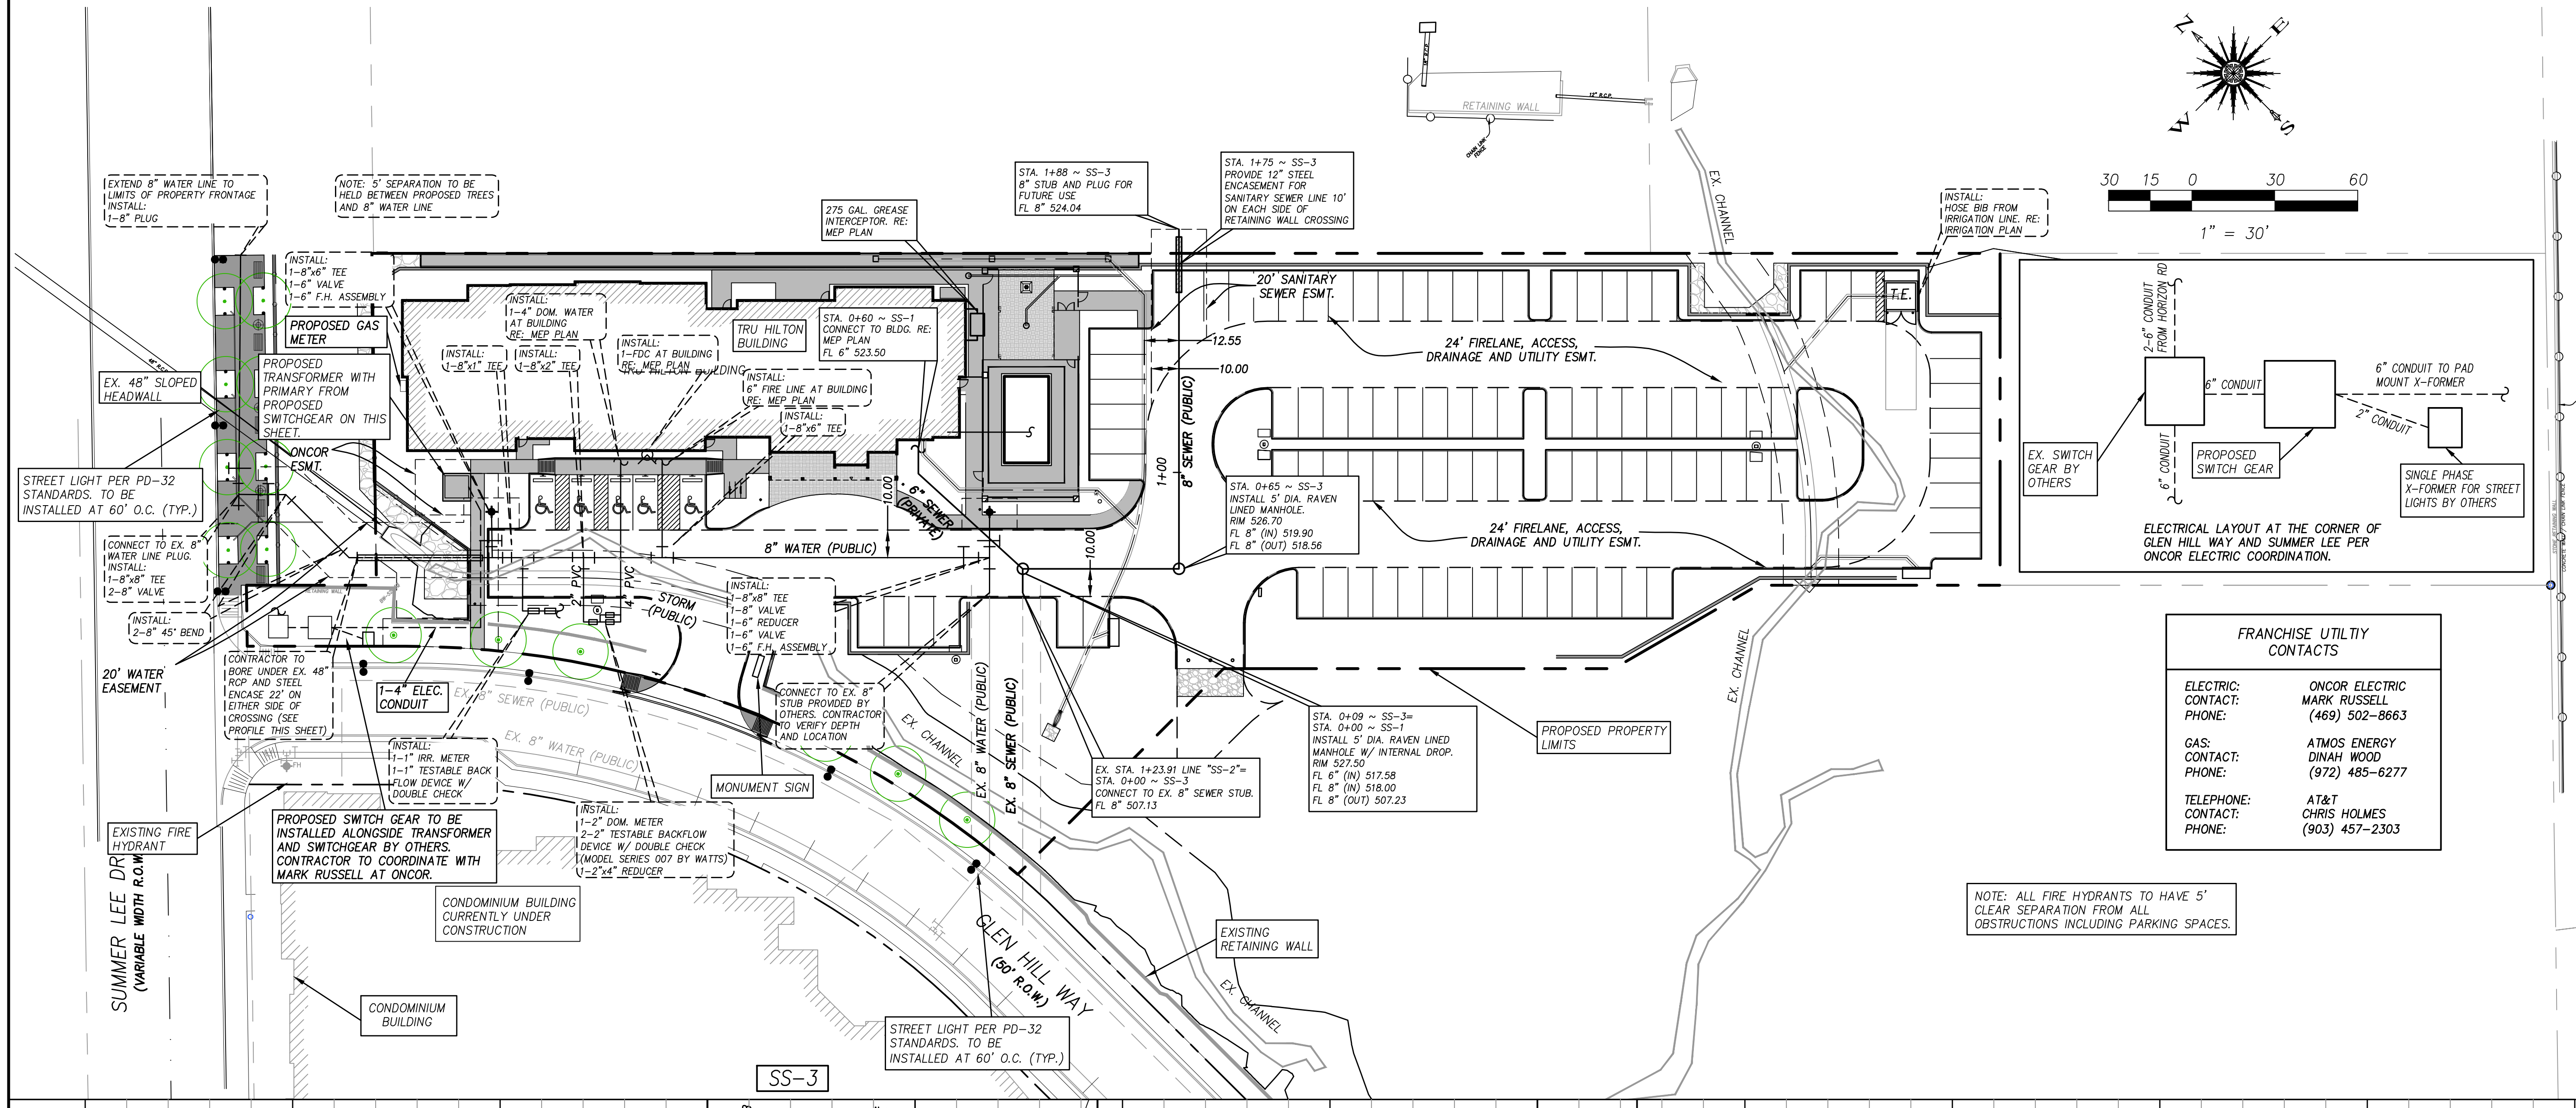 EXTEND 8" WATER LINE TO
LIMITS OF PROPERTY FRONTAGE
INSTALL:
1-8" PLUG
NOTE: 5' SEPARATION TO BE
HELD BETWEEN PROPOSED TREES
AND 8" WATER LINE
INSTALL:
1-8"x6" TEE
1-6" VALVE
1-6" F.H. ASSEMBLY
PROPOSED GAS
METER
PROPOSED
TRANSFORMER WITH
PRIMARY FROM
PROPOSED
SWITCHGEAR ON THIS
SHEET.
EX. 48" SLOPED
HEADWALL
ONCOR
ESMT.
STREET LIGHT PER PD-32
STANDARDS. TO BE
INSTALLED AT 60' O.C. (TYP.)
CONNECT TO EX. 8"
WATER LINE PLUG.
INSTALL:
1-8"x8" TEE
2-8" VALVE
INSTALL:
2-8" 45° BEND
20' WATER
EASEMENT
CONTRACTOR TO
BORE UNDER EX. 48"
RCP AND STEEL
ENCASE 22' ON
EITHER SIDE OF
CROSSING (SEE
PROFILE THIS SHEET)
RETAINING WALL
1-4" ELEC.
CONDUIT
EXISTING FIRE
HYDRANT
FH
PROPOSED SWITCH GEAR TO BE
INSTALLED ALONGSIDE TRANSFORMER
AND SWITCHGEAR BY OTHERS.
CONTRACTOR TO COORDINATE WITH
MARK RUSSELL AT ONCOR.
SUMMER LEE DR
(VARIABLE WIDTH R.O.W.
CONDOMINIUM
BUILDING
CONDOMINIUM BUILDING
CURRENTLY UNDER
CONSTRUCTION
INSTALL:
1-1" IRR. METER
1-1" TESTABLE BACK
FLOW DEVICE W/
DOUBLE CHECK
INSTALL:
1-2" DOM. METER
2-2" TESTABLE BACKFLOW
DEVICE W/ DOUBLE CHECK
(MODEL SERIES 007 BY WATTS)
1-2"x4" REDUCER
EX. 8" SEWER (PUBLIC)
EX. 8" WATER (PUBLIC)
INSTALL:
1-8"x1" TEE
INSTALL:
1-8"x2" TEE
INSTALL:
1-4" DOM. WATER
AT BUILDING
RE: MEP PLAN
INSTALL:
1-FDC AT BUILDING
RE: MEP PLAN
TRU HILTON BUILDING
TRU HILTON
BUILDING
INSTALL:
6" FIRE LINE AT BUILDING
RE: MEP PLAN
INSTALL:
1-8"x6" TEE
275 GAL. GREASE
INTERCEPTOR. RE:
MEP PLAN
STA. 0+60 ~ SS-1
CONNECT TO BLDG. RE:
MEP PLAN
FL 6" 523.50
S
6" SEWER
(PRIVATE)
10.00
8" WATER (PUBLIC)
2" PVC
4" PVC
STORM
(PUBLIC)
INSTALL:
1-8"x8" TEE
1-8" VALVE
1-6" REDUCER
1-6" VALVE
1-6" F.H. ASSEMBLY
CONNECT TO EX. 8"
STUB PROVIDED BY
OTHERS. CONTRACTOR
TO VERIFY DEPTH
AND LOCATION
MONUMENT SIGN
EX. CHANNEL
EX. 8" WATER (PUBLIC)
EX. 8" SEWER (PUBLIC)
GLEN HILL WAY
(50' R.O.W.)
STREET LIGHT PER PD-32
STANDARDS. TO BE
INSTALLED AT 60' O.C. (TYP.)
SS-3
STA. 1+88 ~ SS-3
8" STUB AND PLUG FOR
FUTURE USE
FL 8" 524.04
STA. 1+75 ~ SS-3
PROVIDE 12" STEEL
ENCASEMENT FOR
SANITARY SEWER LINE 10'
ON EACH SIDE OF
RETAINING WALL CROSSING
20' SANITARY
SEWER ESMT.
12.55
10.00
8" SEWER (PUBLIC)
1+00
10.00
STA. 0+65 ~ SS-3
INSTALL 5' DIA. RAVEN
LINED MANHOLE.
RIM 526.70
FL 8" (IN) 519.90
FL 8" (OUT) 518.56
EX. STA. 1+23.91 LINE "SS-2"=
STA. 0+00 ~ SS-3
CONNECT TO EX. 8" SEWER STUB.
FL 8" 507.13
STA. 0+09 ~ SS-3=
STA. 0+00 ~ SS-1
INSTALL 5' DIA. RAVEN LINED
MANHOLE W/ INTERNAL DROP.
RIM 527.50
FL 6" (IN) 517.58
FL 8" (IN) 518.00
FL 8" (OUT) 507.23
EXISTING
RETAINING WALL
EX. CHANNEL
PROPOSED PROPERTY
LIMITS
24' FIRELANE, ACCESS,
DRAINAGE AND UTILITY ESMT.
24' FIRELANE, ACCESS,
DRAINAGE AND UTILITY ESMT.
RETAINING WALL
12" R.C.P.
CHAIN LINK
FENCE
EX. CHANNEL
EX. CHANNEL
T.E.
INSTALL:
HOSE BIB FROM
IRRIGATION LINE. RE:
IRRIGATION PLAN
N
E
W
S
30 15 0 30 60
1" = 30'
2-6" CONDUIT
FROM HORIZON RD
6" CONDUIT
6" CONDUIT TO PAD
MOUNT X-FORMER
2" CONDUIT
6" CONDUIT
EX. SWITCH
GEAR BY
OTHERS
PROPOSED
SWITCH GEAR
SINGLE PHASE
X-FORMER FOR STREET
LIGHTS BY OTHERS
ELECTRICAL LAYOUT AT THE CORNER OF
GLEN HILL WAY AND SUMMER LEE PER
ONCOR ELECTRIC COORDINATION.
FRANCHISE UTILTIY
CONTACTS
ELECTRIC: ONCOR ELECTRIC
CONTACT: MARK RUSSELL
PHONE: (469) 502-8663
GAS: ATMOS ENERGY
CONTACT: DINAH WOOD
PHONE: (972) 485-6277
TELEPHONE: AT&T
CONTACT: CHRIS HOLMES
PHONE: (903) 457-2303
NOTE: ALL FIRE HYDRANTS TO HAVE 5'
CLEAR SEPARATION FROM ALL
OBSTRUCTIONS INCLUDING PARKING SPACES.